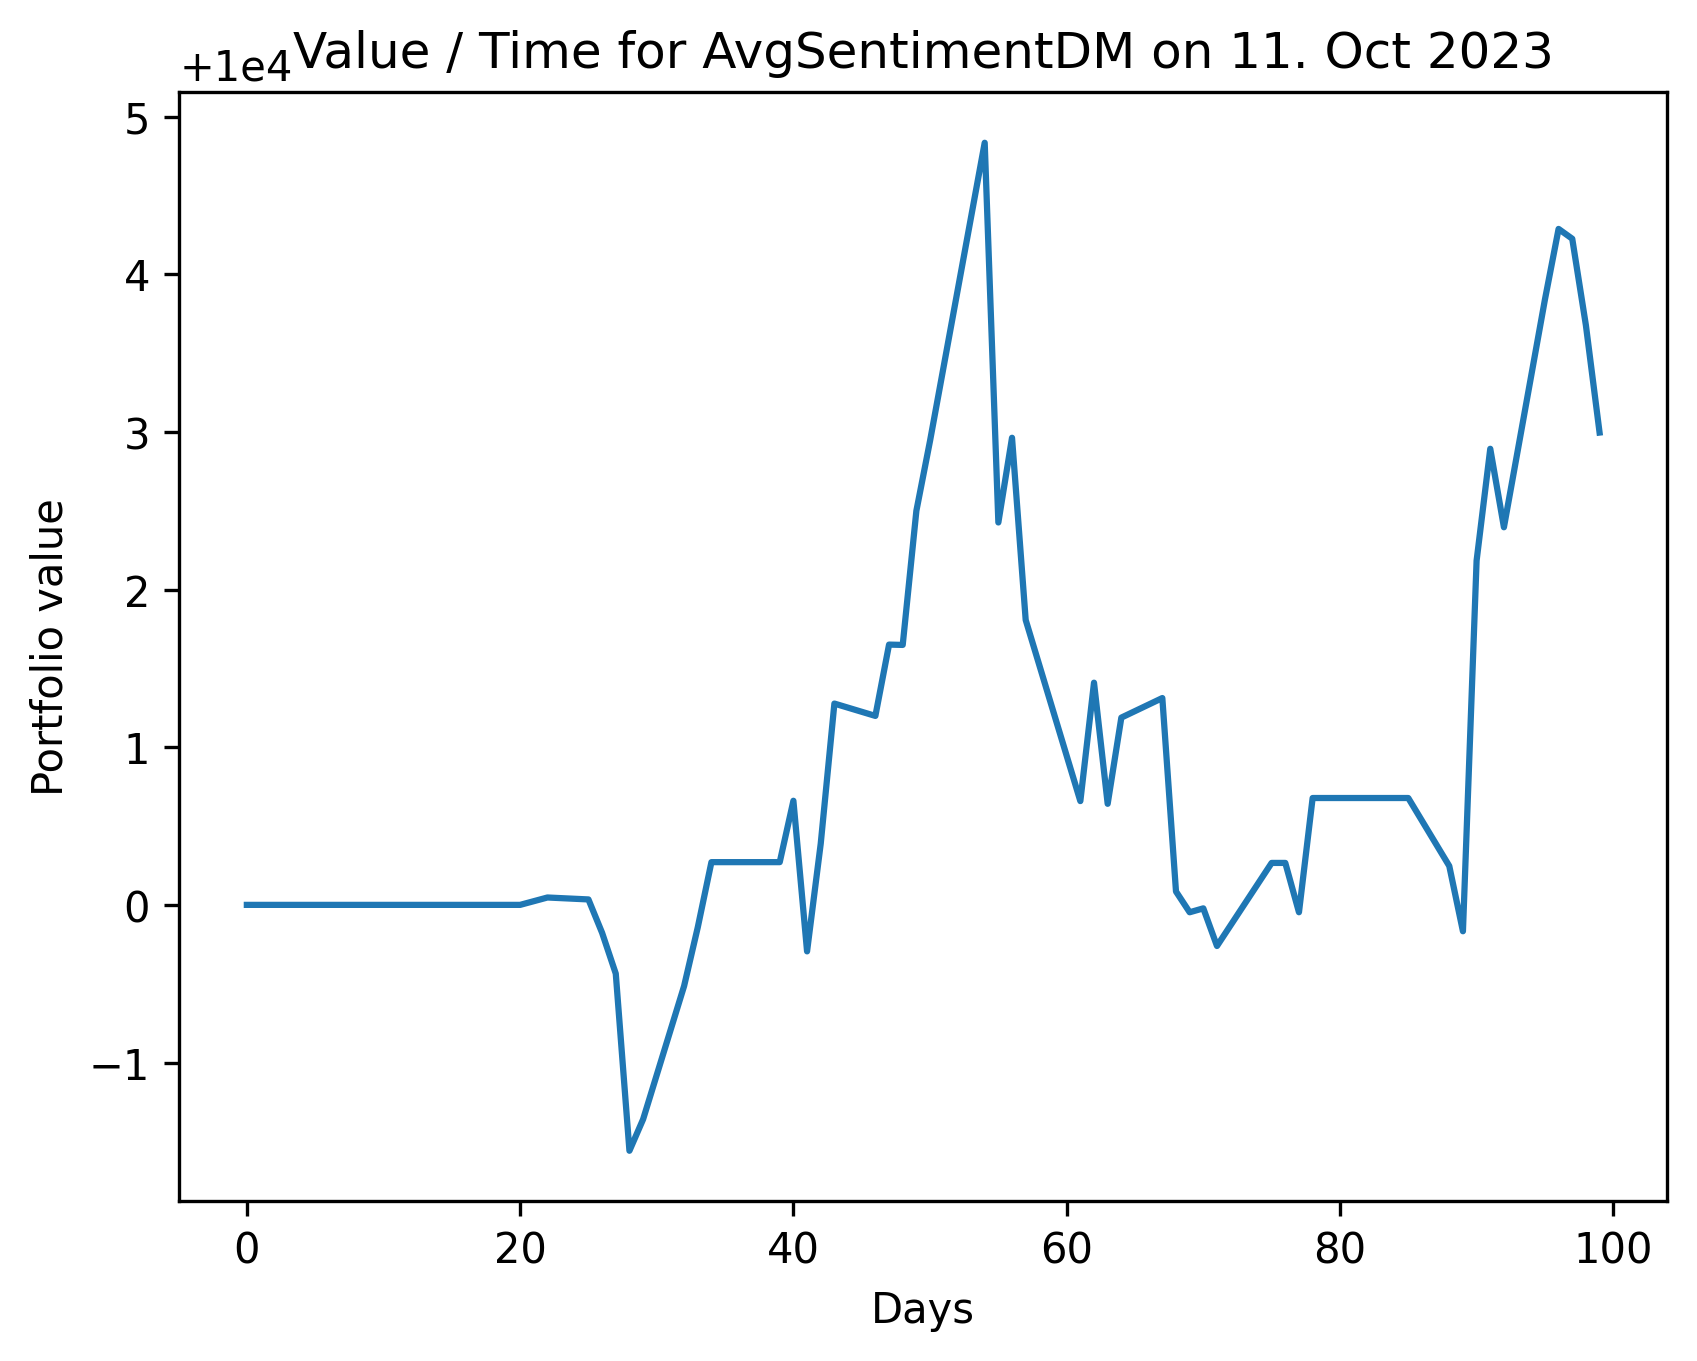 Value / Time for AvgSentimentDM on 11. Oct 2023
+1e4
5
4
3
2
1
0
−1
Portfolio value
0 20 40 60 80 100
Days